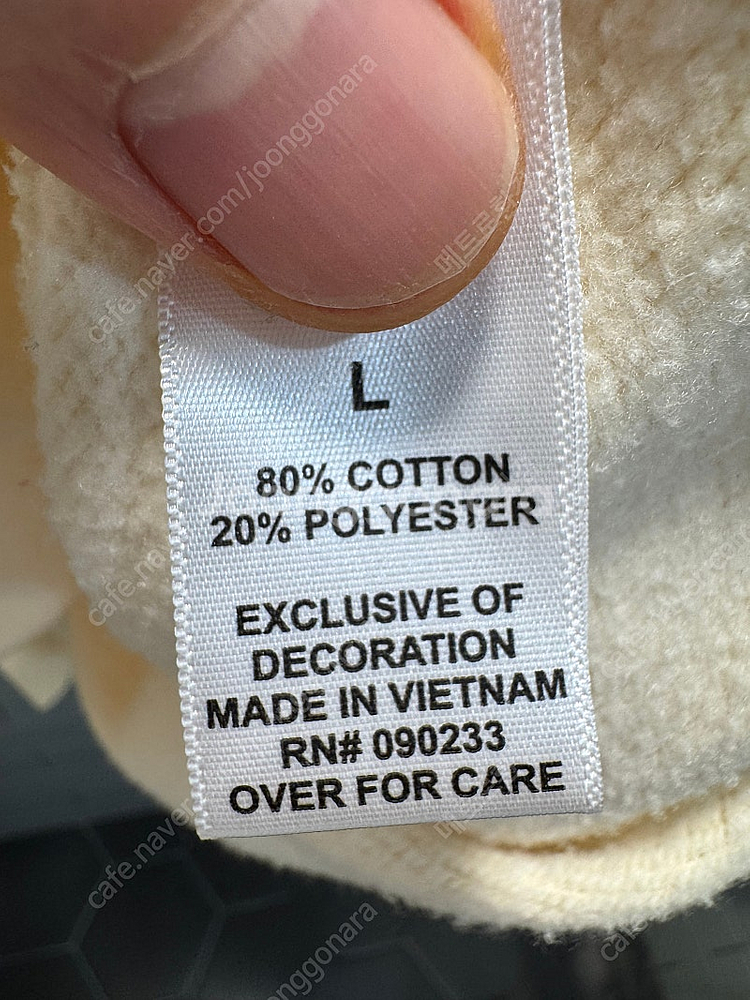 L
80% COTTON
20% POLYESTER
EXCLUSIVE OF
DECORATION
MADE IN VIETNAM
RN# 090233
OVER FOR CARE
cafe.naver.com/joonggonara